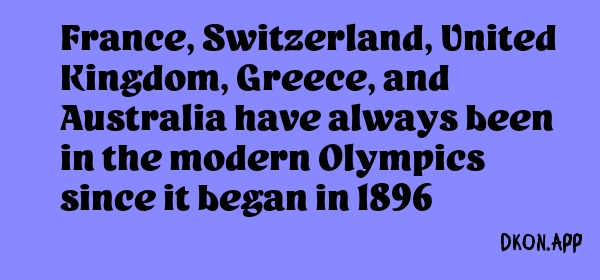 France, Switzerland, United
Kingdom, Greece, and
Australia have always been
in the modern Olympics
since it began in 1896
DKON.APP